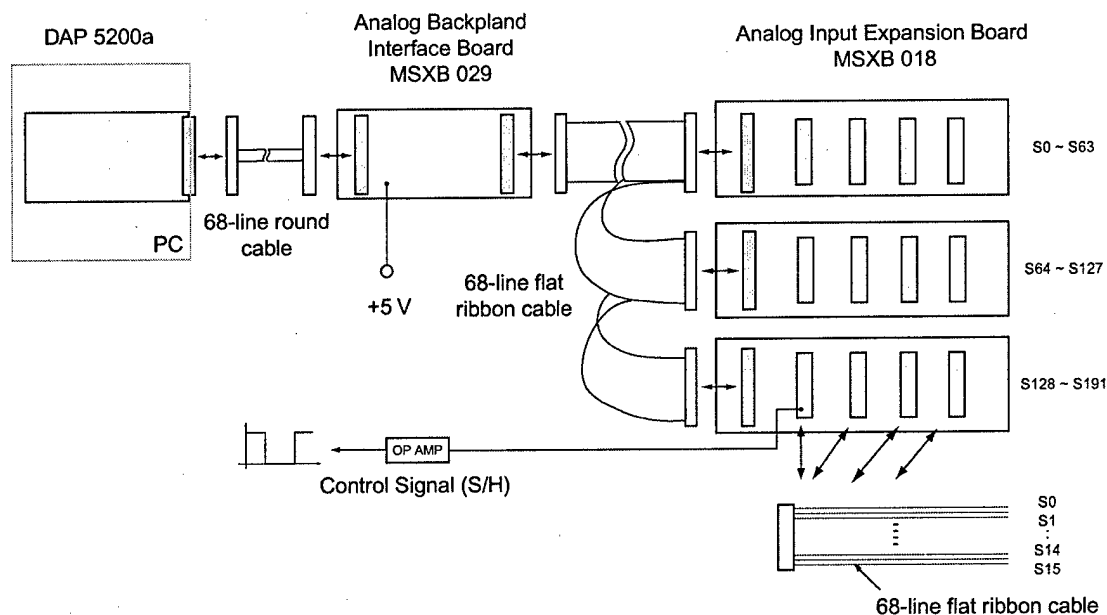 DAP 5200a
PC
68-line round
cable
Analog Backpland
Interface Board
MSXB 029
+5 V
68-line flat
ribbon cable
Analog Input Expansion Board
MSXB 018
S0 ~ S63
S64 ~ S127
S128 ~ S191
OP AMP
Control Signal (S/H)
S0
S1
:
S14
S15
68-line flat ribbon cable